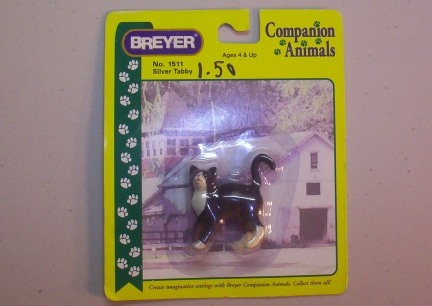 BREYER
Companion
Animals
Ages 4 & Up
No. 1511
Silver Tabby
1.50
Create imaginative settings with Breyer Companion Animals. Collect them all!